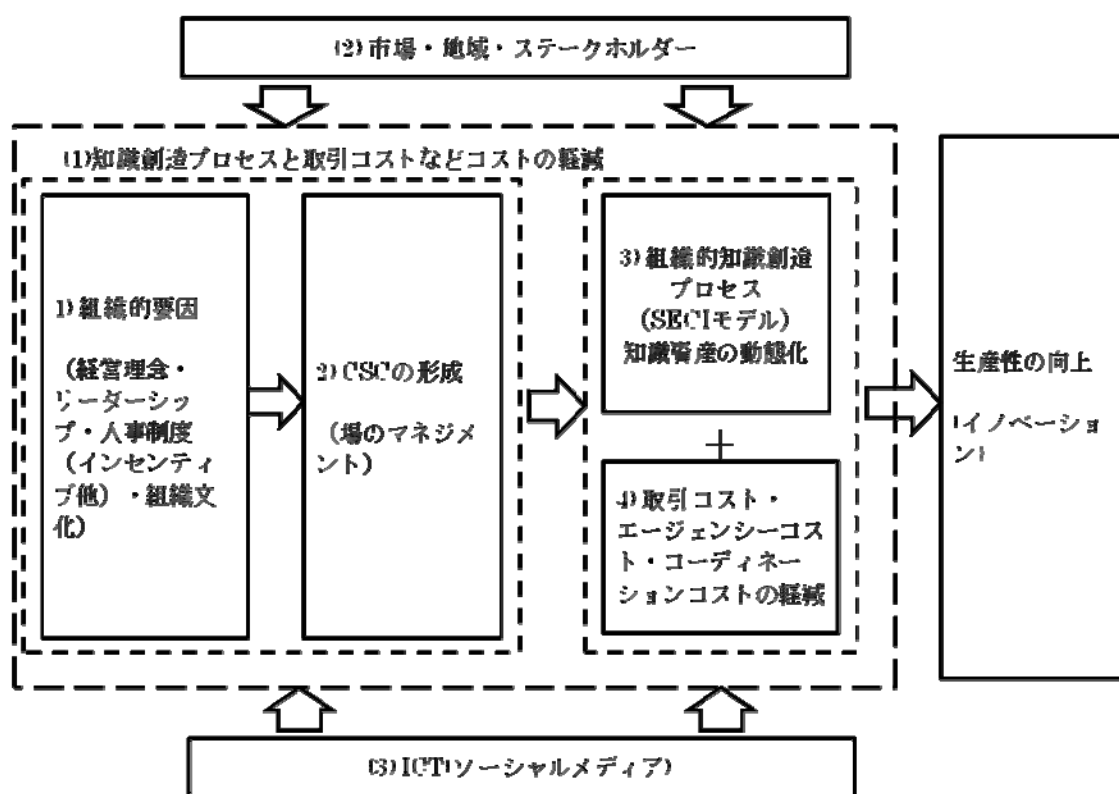 (2)市場・地域・ステークホルダー
(1)知識創造プロセスと取引コストなどコストの軽減
1)組織的要因
(経営理念・
リーダーシッ
プ・人事制度
(インセンティ
ブ他)・組織文
化)
2)CSCの形成
(場のマネジメ
ント)
3)組織的知識創造
プロセス
(SECIモデル)
知識資産の動態化
+
4)取引コスト・
エージェンシーコス
ト・コーディネー
ションコストの軽減
生産性の向上
(イノベーショ
ン)
(3)ICT(ソーシャルメディア)